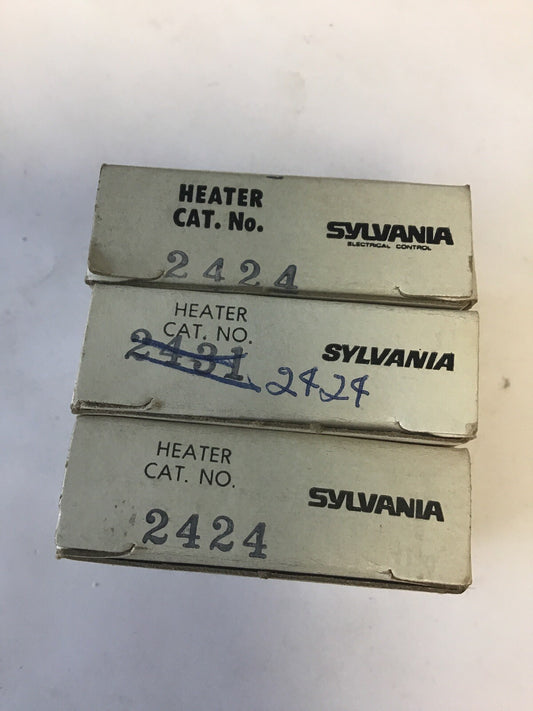 HEATER
CAT. No.
SYLVANIA
ELECTRICAL CONTROL
2424
HEATER
CAT. NO.
2431 2424
SYLVANIA
HEATER
CAT. NO.
SYLVANIA
2424